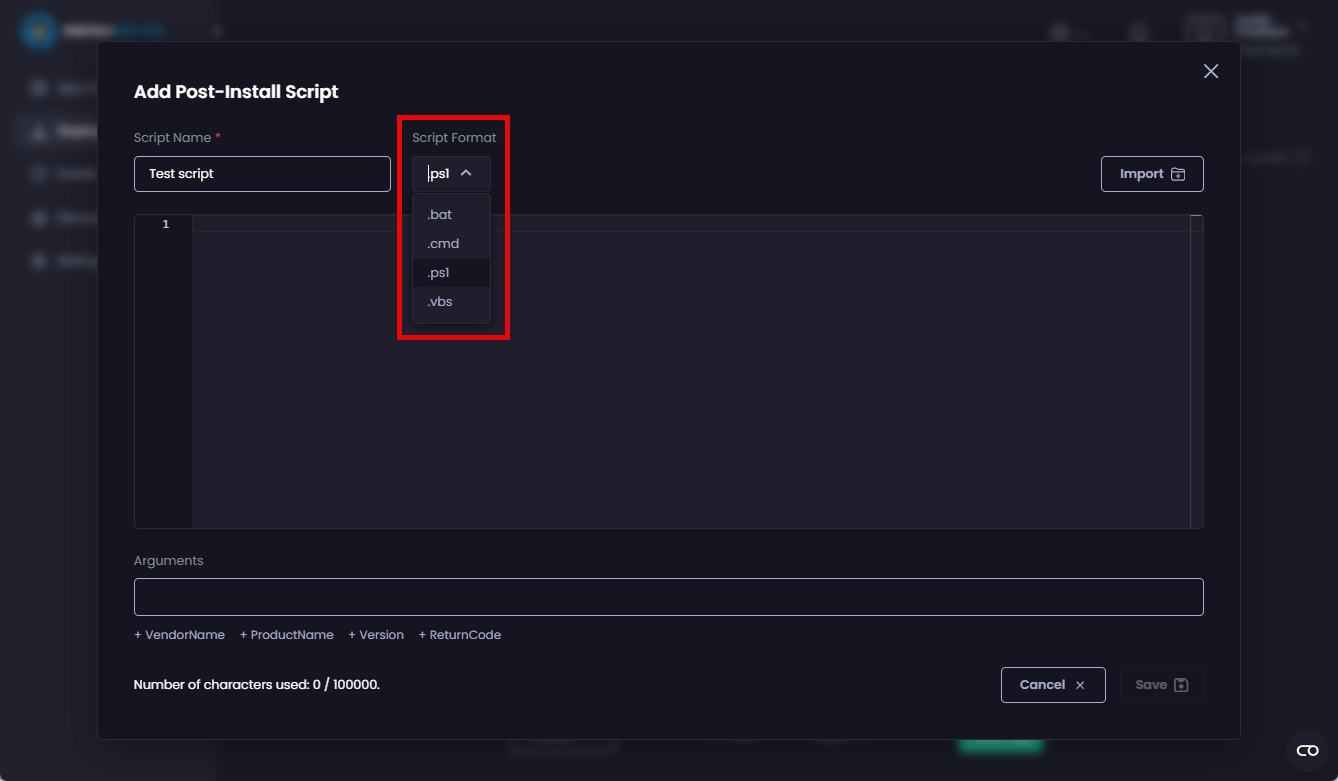 Add Post-Install Script
Script Name *
Script Format
Test script
.ps1
Import
.bat
.cmd
.ps1
.vbs
1
Arguments
+ VendorName + ProductName + Version + ReturnCode
Number of characters used: 0 / 100000.
Cancel
Save